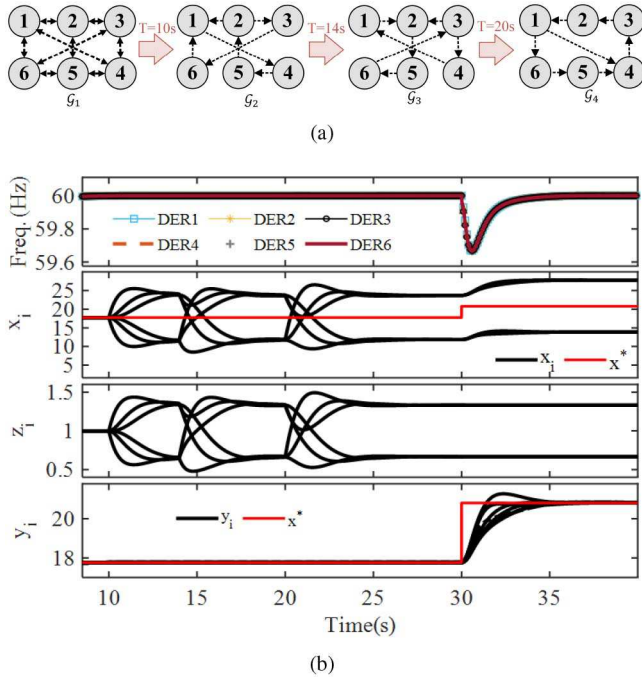 1 2 3 T=10s 1 2 3 T=14s 1 2 3 T=20s 1 2 3
6 5 4 6 5 4 6 5 4 6 5 4
𝒢₁ 𝒢₂ 𝒢₃ 𝒢₄
(a)
Freq. (Hz)
60
59.6
DER1 DER2 DER3
DER4 DER5 DER6
xᵢ
25
20
15
10
5
xᵢ x*
zᵢ
1.5
1
0.5
yᵢ
20
18
yᵢ x*
10 15 20 25 30 35
Time(s)
(b)